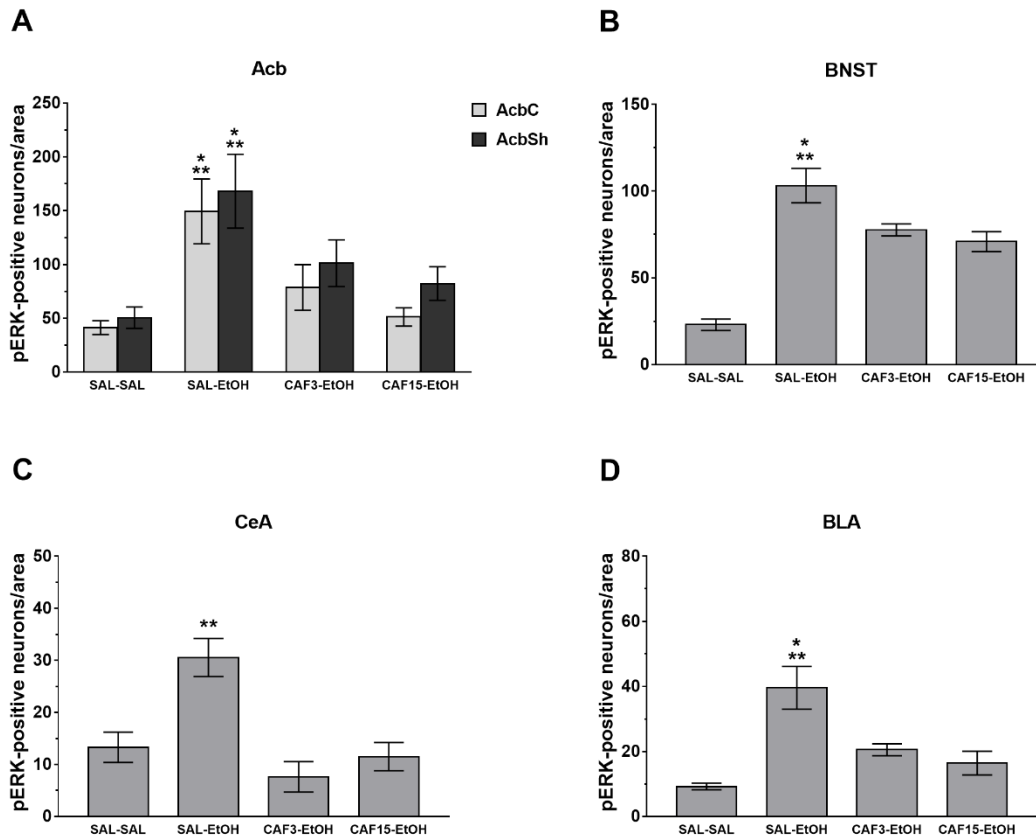 A
Acb
pERK-positive neurons/area
250
200
150
100
50
0
*
**
*
**
AcbC
AcbSh
SAL-SAL SAL-EtOH CAF3-EtOH CAF15-EtOH
B
BNST
pERK-positive neurons/area
150
100
50
0
*
**
SAL-SAL SAL-EtOH CAF3-EtOH CAF15-EtOH
C
CeA
pERK-positive neurons/area
50
40
30
20
10
0
**
SAL-SAL SAL-EtOH CAF3-EtOH CAF15-EtOH
D
BLA
pERK-positive neurons/area
80
60
40
20
0
*
**
SAL-SAL SAL-EtOH CAF3-EtOH CAF15-EtOH